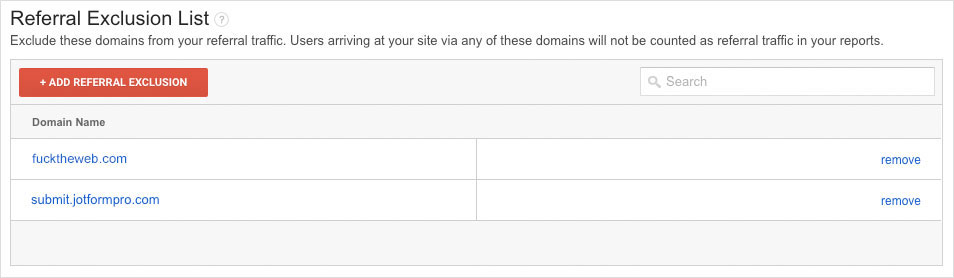 Referral Exclusion List ?
Exclude these domains from your referral traffic. Users arriving at your site via any of these domains will not be counted as referral traffic in your reports.
+ ADD REFERRAL EXCLUSION Search
Domain Name
fucktheweb.com remove
submit.jotformpro.com remove